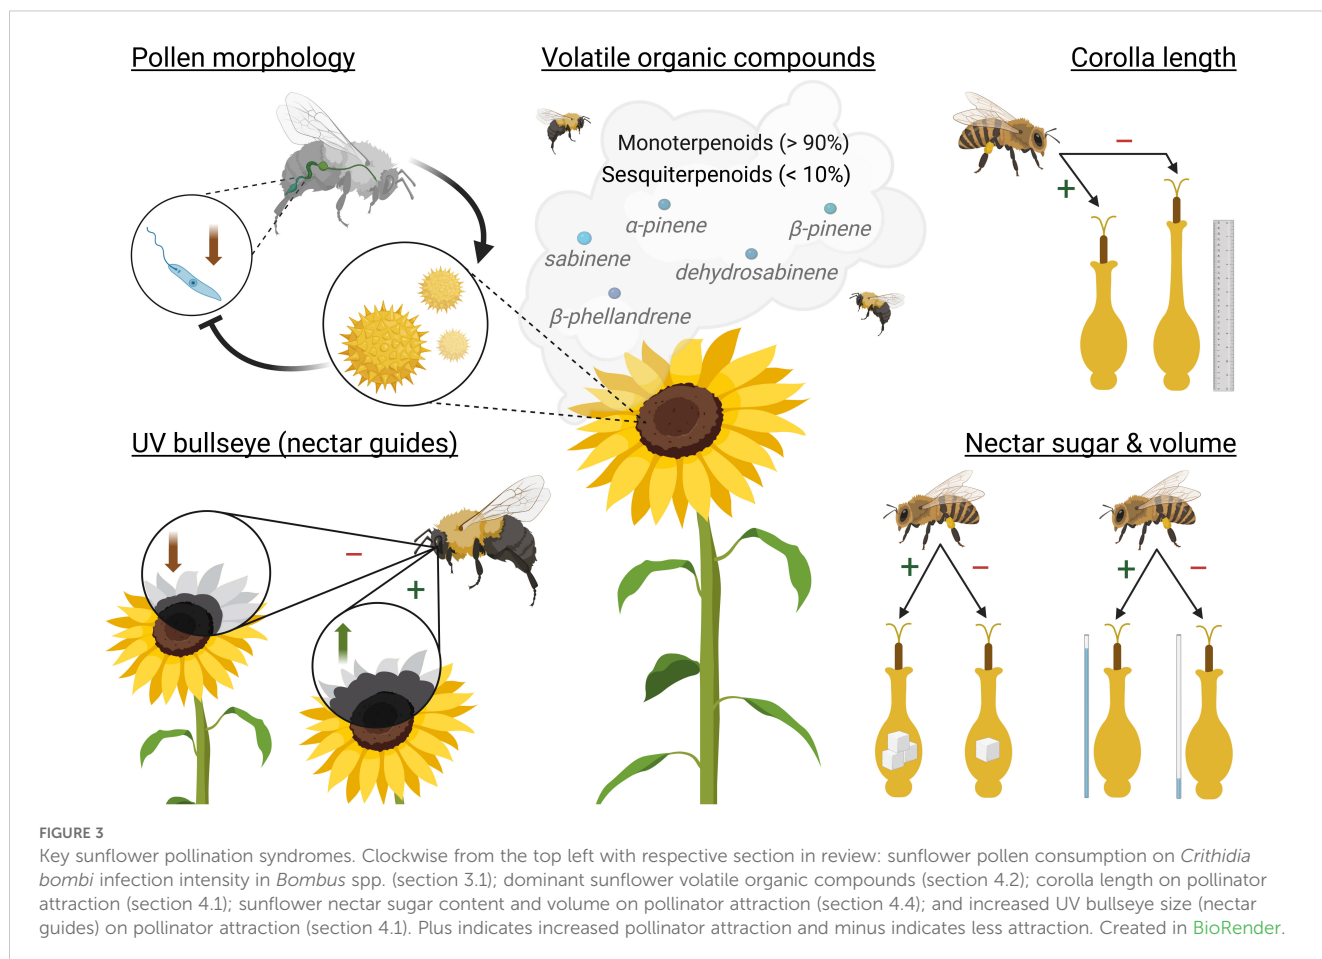 Pollen morphology
Volatile organic compounds
Monoterpenoids (> 90%)
Sesquiterpenoids (< 10%)
α-pinene
β-pinene
sabinene
dehydrosabinene
β-phellandrene
Corolla length
−
+
UV bullseye (nectar guides)
−
+
Nectar sugar & volume
+ −
+ −
FIGURE 3
Key sunflower pollination syndromes. Clockwise from the top left with respective section in review: sunflower pollen consumption on Crithidia
bombi infection intensity in Bombus spp. (section 3.1); dominant sunflower volatile organic compounds (section 4.2); corolla length on pollinator
attraction (section 4.1); sunflower nectar sugar content and volume on pollinator attraction (section 4.4); and increased UV bullseye size (nectar
guides) on pollinator attraction (section 4.1). Plus indicates increased pollinator attraction and minus indicates less attraction. Created in BioRender.